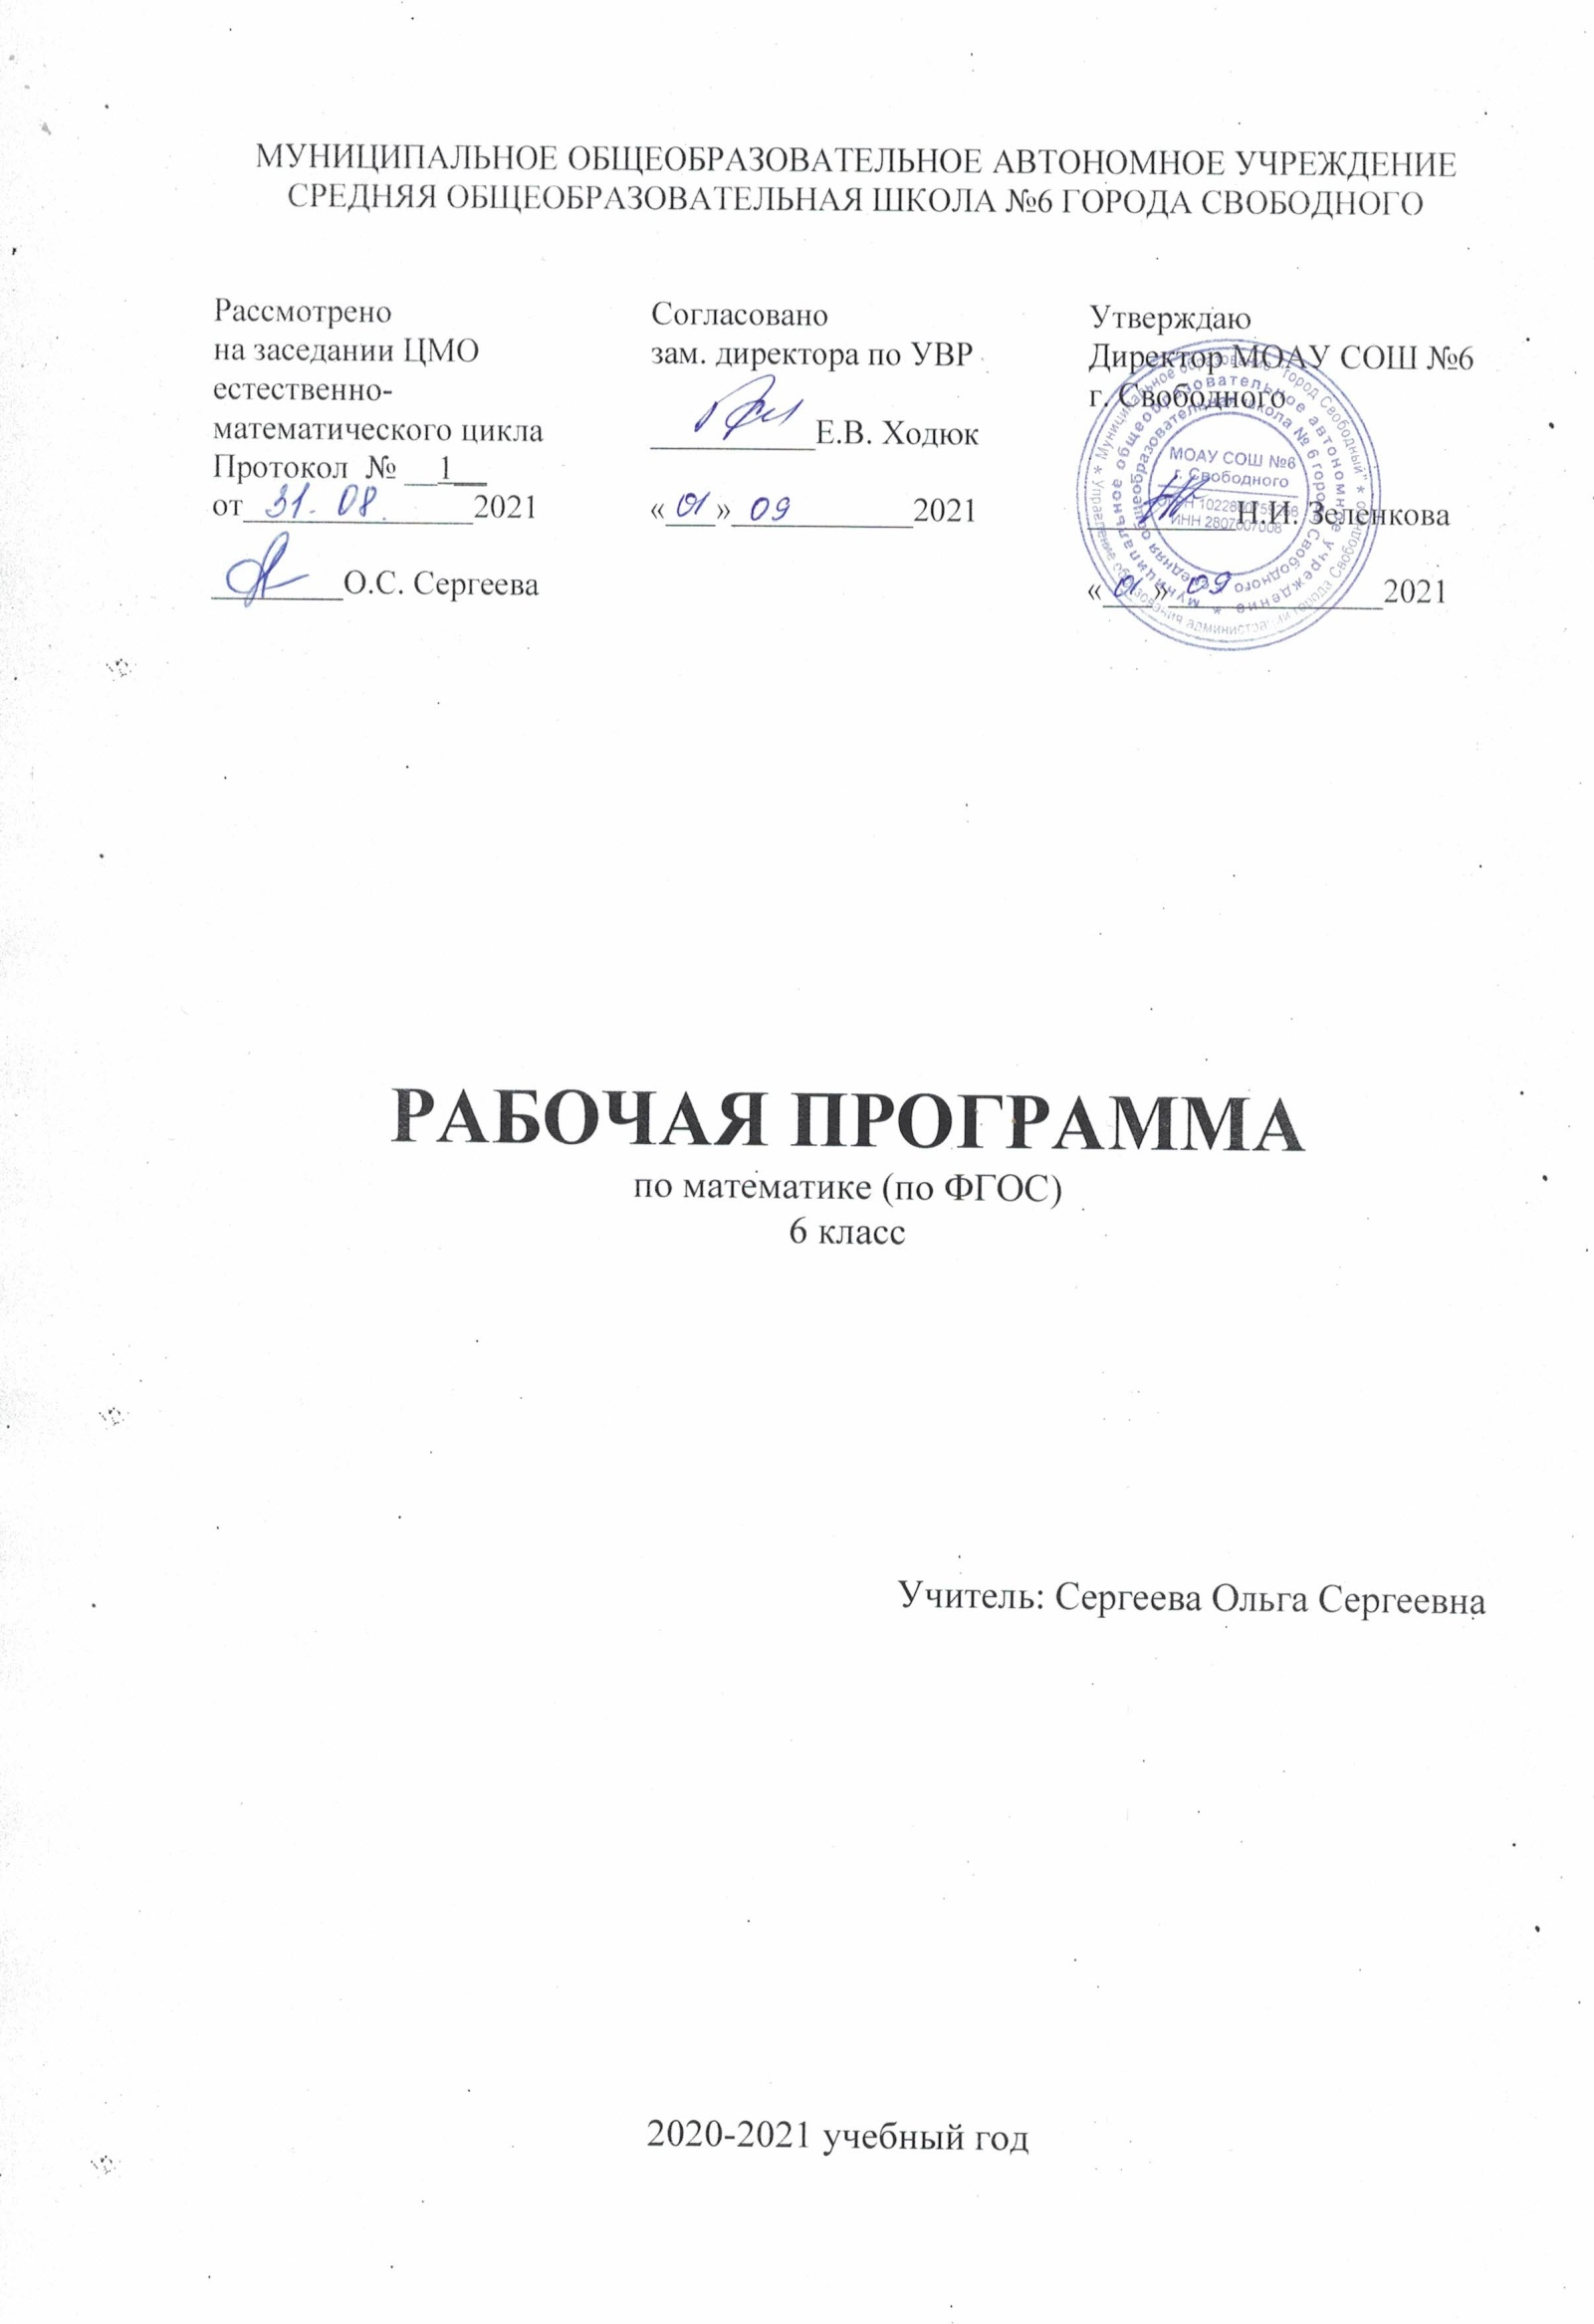 МУНИЦИПАЛЬНОЕ ОБЩЕОБРАЗОВАТЕЛЬНОЕ АВТОНОМНОЕ УЧРЕЖДЕНИЕ
СРЕДНЯЯ ОБЩЕОБРАЗОВАТЕЛЬНАЯ ШКОЛА №6 ГОРОДА СВОБОДНОГО
Рассмотрено
на заседании ЦМО
естественно-
математического цикла
Протокол № __1__
от 31. 08. 2021
О.С. Сергеева
Согласовано
зам. директора по УВР
Е.В. Ходюк
«01» 09 2021
Утверждаю
Директор МОАУ СОШ №6
г. Свободного
Н.И. Зеленкова
«01» 09 2021
МОАУ СОШ №6
г. Свободного
ИНН 2807007008
РАБОЧАЯ ПРОГРАММА
по математике (по ФГОС)
6 класс
Учитель: Сергеева Ольга Сергеевна
2020-2021 учебный год